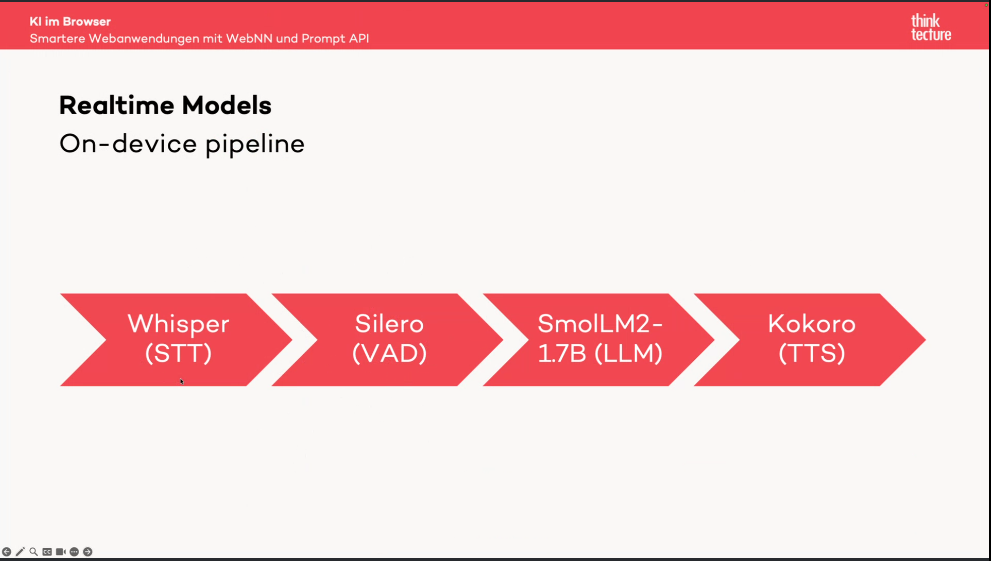 KI im Browser
Smartere Webanwendungen mit WebNN und Prompt API
think
tecture
Realtime Models
On-device pipeline
Whisper
(STT)
Silero
(VAD)
SmolLM2-
1.7B (LLM)
Kokoro
(TTS)